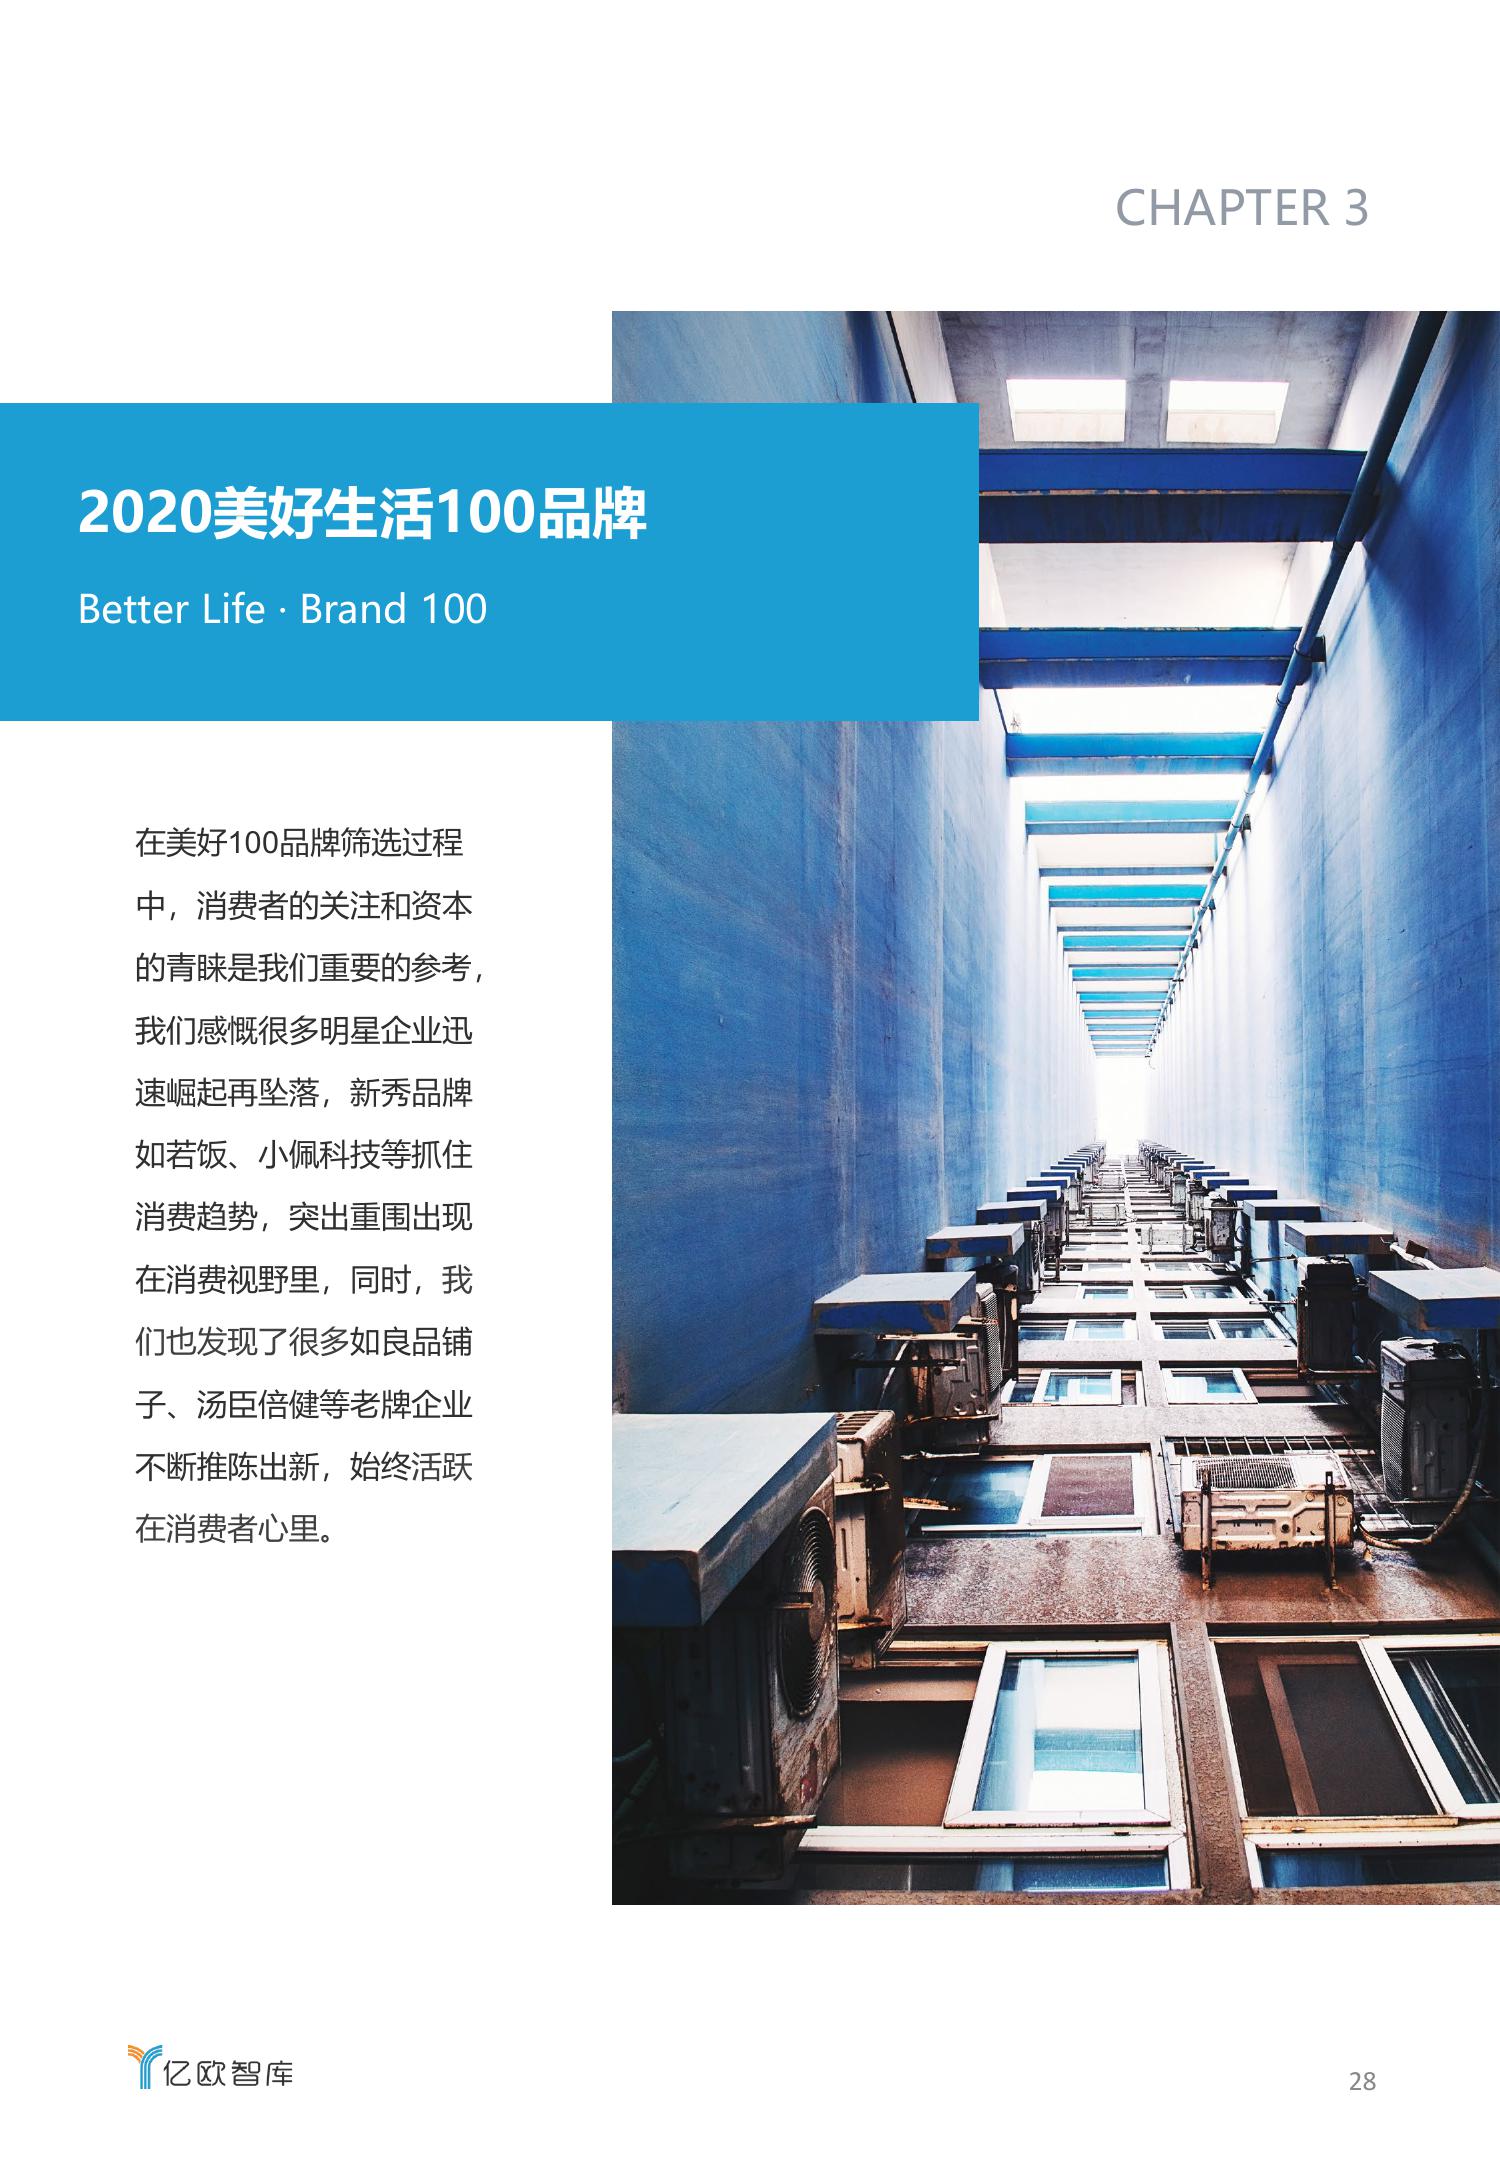 CHAPTER 3
2020美好生活100品牌
Better Life · Brand 100
在美好100品牌筛选过程
中，消费者的关注和资本
的青睐是我们重要的参考，
我们感慨很多明星企业迅
速崛起再坠落，新秀品牌
如若饭、小佩科技等抓住
消费趋势，突出重围出现
在消费视野里，同时，我
们也发现了很多如良品铺
子、汤臣倍健等老牌企业
不断推陈出新，始终活跃
在消费者心里。
亿欧智库
28